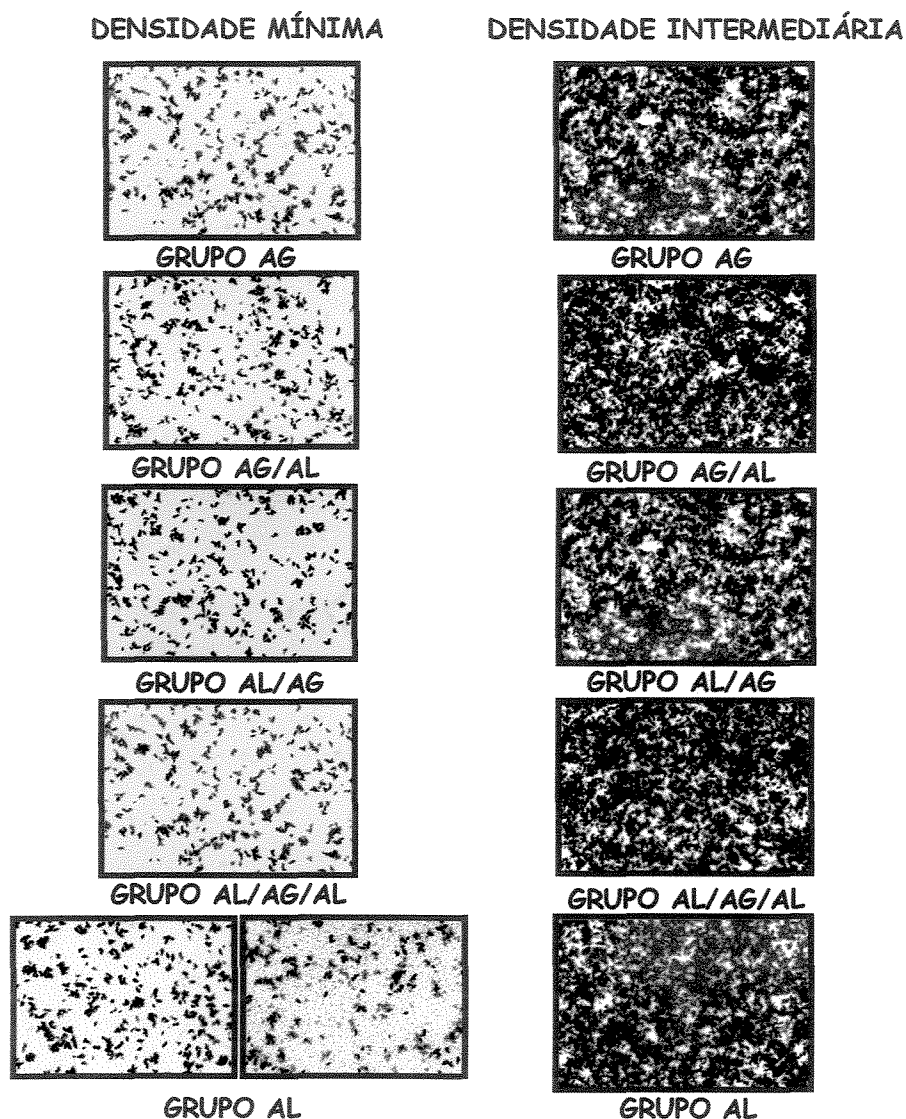 DENSIDADE MÍNIMA DENSIDADE INTERMEDIÁRIA
GRUPO AG GRUPO AG
GRUPO AG/AL GRUPO AG/AL
GRUPO AL/AG GRUPO AL/AG
GRUPO AL/AG/AL GRUPO AL/AG/AL
GRUPO AL GRUPO AL